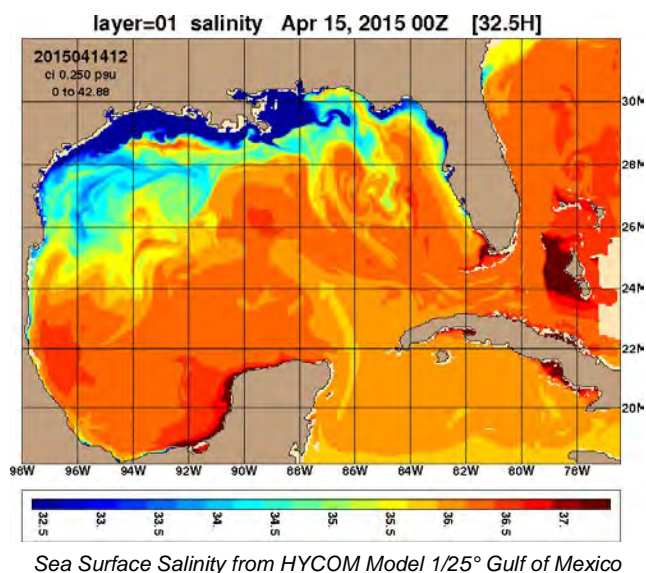 layer=01 salinity Apr 15, 2015 00Z [32.5H]
2015041412
ci 0.250 psu
0 to 42.88
30N
28N
26N
24N
22N
20N
98W 96W 94W 92W 90W 88W 86W 84W 82W 80W 78W
32.5 33. 33.5 34. 34.5 35. 35.5 36. 36.5 37.
Sea Surface Salinity from HYCOM Model 1/25° Gulf of Mexico